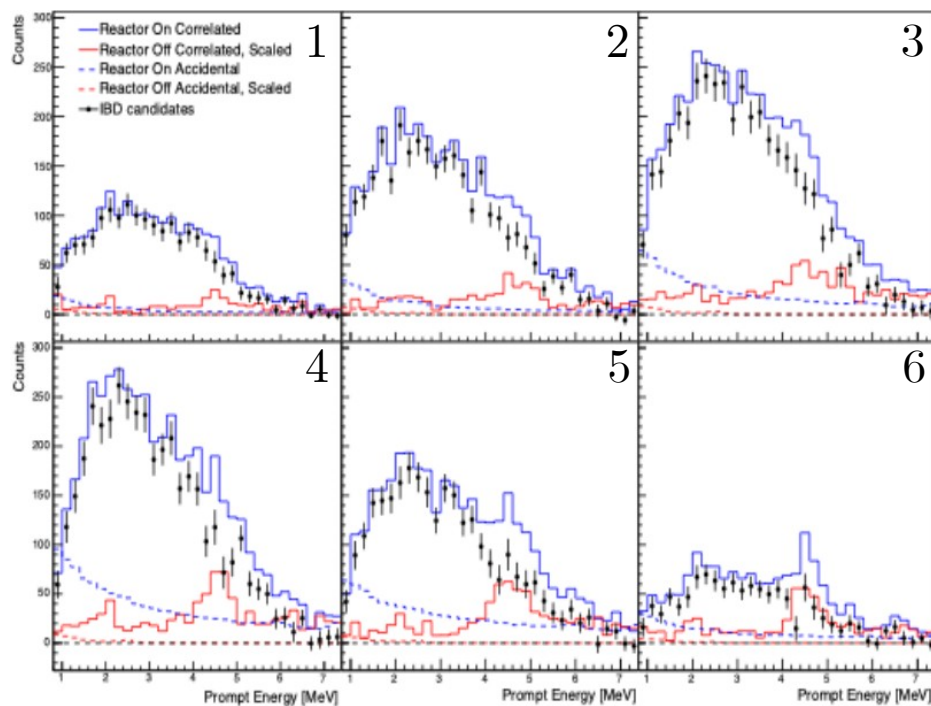 300
250
200
150
100
50
0
Counts
Reactor On Correlated
Reactor Off Correlated, Scaled
Reactor On Accidental
Reactor Off Accidental, Scaled
IBD candidates
1
2
3
300
250
200
150
100
50
0
Counts
4
5
6
1 2 3 4 5 6 7
1 2 3 4 5 6 7
1 2 3 4 5 6 7
Prompt Energy [MeV]
Prompt Energy [MeV]
Prompt Energy [MeV]